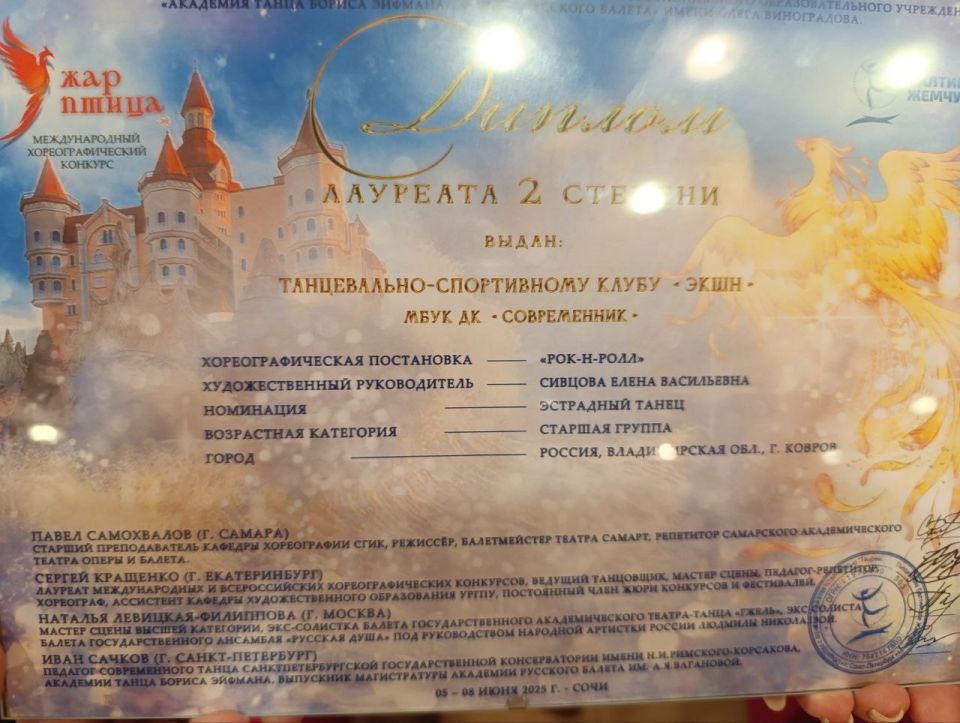 «АКАДЕМИЯ ТАНЦА БОРИСА ЭЙФМАНА» РУССКОГО БАЛЕТА» ИМЕНИ ОЛЕГА ВИНОГРАДОВА.
ОБРАЗОВАТЕЛЬНОГО
жар
птица
МЕЖДУНАРОДНЫЙ
ХОРЕОГРАФИЧЕСКИЙ
КОНКУРС
Диплом
ЛАУРЕАТА 2 СТЕПЕНИ
ВЫДАН:
ТАНЦЕВАЛЬНО-СПОРТИВНОМУ КЛУБУ «ЭКШН»
МБУК ДК «СОВРЕМЕННИК»
ХОРЕОГРАФИЧЕСКАЯ ПОСТАНОВКА — «РОК-Н-РОЛЛ»
ХУДОЖЕСТВЕННЫЙ РУКОВОДИТЕЛЬ — СИВЦОВА ЕЛЕНА ВАСИЛЬЕВНА
НОМИНАЦИЯ — ЭСТРАДНЫЙ ТАНЕЦ
ВОЗРАСТНАЯ КАТЕГОРИЯ — СТАРШАЯ ГРУППА
ГОРОД — РОССИЯ, ВЛАДИМИРСКАЯ ОБЛ., Г. КОВРОВ
ПАВЕЛ САМОХВАЛОВ (Г. САМАРА)
СТАРШИЙ ПРЕПОДАВАТЕЛЬ КАФЕДРЫ ХОРЕОГРАФИИ СГИК, РЕЖИССЁР, БАЛЕТМЕЙСТЕР ТЕАТРА САМАРТ, РЕПЕТИТОР САМАРСКОГО АКАДЕМИЧЕСКОГО
ТЕАТРА ОПЕРЫ И БАЛЕТА.
СЕРГЕЙ КРАЩЕНКО (Г. ЕКАТЕРИНБУРГ)
ЛАУРЕАТ МЕЖДУНАРОДНЫХ И ВСЕРОССИЙСКИХ ХОРЕОГРАФИЧЕСКИХ КОНКУРСОВ, ВЕДУЩИЙ ТАНЦОВЩИК, МАСТЕР СЦЕНЫ, ПЕДАГОГ-РЕПЕТИТОР,
ХОРЕОГРАФ, АССИСТЕНТ КАФЕДРЫ ХУДОЖЕСТВЕННОГО ОБРАЗОВАНИЯ УРГПУ, ПОСТОЯННЫЙ ЧЛЕН ЖЮРИ КОНКУРСОВ И ФЕСТИВАЛЕЙ.
НАТАЛЬЯ ЛЕВИЦКАЯ-ФИЛИППНОВА (Г. МОСКВА)
МАСТЕР СЦЕНЫ ВЫСШЕЙ КАТЕГОРИИ, ЭКС-СОЛИСТКА БАЛЕТА ГОСУДАРСТВЕННОГО АКАДЕМИЧЕСКОГО ТЕАТРА-ТАНЦА «ГЖЕЛЬ», ЭКС-СОЛИСТА
БАЛЕТА ГОСУДАРСТВЕННОГО АНСАМБЛЯ «РУССКАЯ ДУША» ПОД РУКОВОДСТВОМ НАРОДНОЙ АРТИСТКИ РОССИИ ЛЮДМИЛЫ НИКОЛАЕВОЙ.
ИВАН САЧКОВ (Г. САНКТ-ПЕТЕРБУРГ)
ПЕДАГОГ СОВРЕМЕННОГО ТАНЦА САНКТПЕТЕРБУРГСКОЙ ГОСУДАРСТВЕННОЙ КОНСЕРВАТОРИИ ИМЕНИ Н.И.РИМСКОГО-КОРСАКОВА,
АКАДЕМИИ ТАНЦА БОРИСА ЭЙФМАНА. ВЫПУСКНИК МАГИСТРАТУРЫ АКАДЕМИИ РУССКОГО БАЛЕТА ИМ. А.Я.ВАГАНОВОЙ.
05 – 08 ИЮНЯ 2025 Г. - СОЧИ